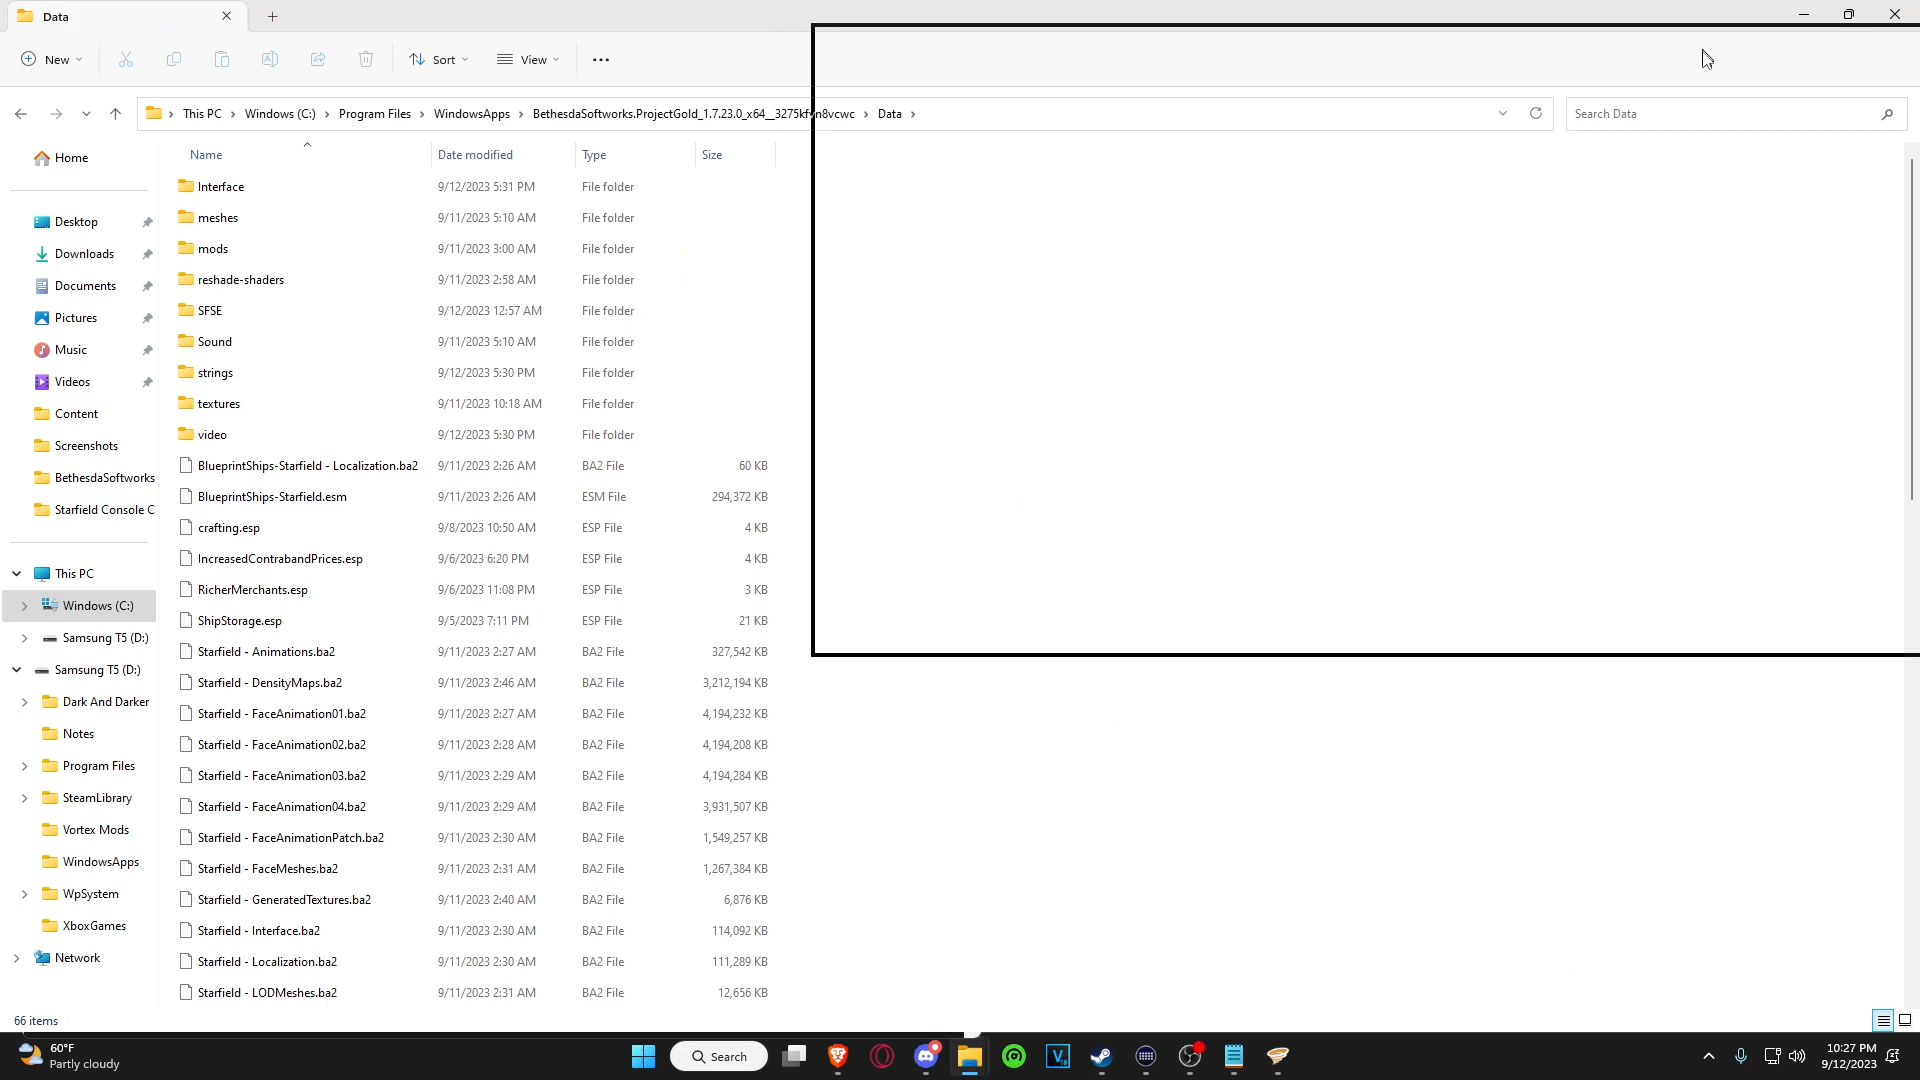 Data
New
Sort
View
This PC
Windows (C:)
Program Files
WindowsApps
BethesdaSoftworks.ProjectGold_1.7.23.0_x64__3275kf
n8vcwc
Data
Search Data
Name
Date modified
Type
Size
Home
Desktop
Downloads
Documents
Pictures
Music
Videos
Content
Screenshots
BethesdaSoftworks
Starfield Console C
This PC
Windows (C:)
Samsung T5 (D:)
Samsung T5 (D:)
Dark And Darker
Notes
Program Files
SteamLibrary
Vortex Mods
WindowsApps
WpSystem
XboxGames
Network
Interface 9/12/2023 5:31 PM File folder
meshes 9/11/2023 5:10 AM File folder
mods 9/11/2023 3:00 AM File folder
reshade-shaders 9/11/2023 2:58 AM File folder
SFSE 9/12/2023 12:57 AM File folder
Sound 9/11/2023 5:10 AM File folder
strings 9/12/2023 5:30 PM File folder
textures 9/11/2023 10:18 AM File folder
video 9/12/2023 5:30 PM File folder
BlueprintShips-Starfield - Localization.ba2 9/11/2023 2:26 AM BA2 File 60 KB
BlueprintShips-Starfield.esm 9/11/2023 2:26 AM ESM File 294,372 KB
crafting.esp 9/8/2023 10:50 AM ESP File 4 KB
IncreasedContrabandPrices.esp 9/6/2023 6:20 PM ESP File 4 KB
RicherMerchants.esp 9/6/2023 11:08 PM ESP File 3 KB
ShipStorage.esp 9/5/2023 7:11 PM ESP File 21 KB
Starfield - Animations.ba2 9/11/2023 2:27 AM BA2 File 327,542 KB
Starfield - DensityMaps.ba2 9/11/2023 2:46 AM BA2 File 3,212,194 KB
Starfield - FaceAnimation01.ba2 9/11/2023 2:27 AM BA2 File 4,194,232 KB
Starfield - FaceAnimation02.ba2 9/11/2023 2:28 AM BA2 File 4,194,208 KB
Starfield - FaceAnimation03.ba2 9/11/2023 2:29 AM BA2 File 4,194,284 KB
Starfield - FaceAnimation04.ba2 9/11/2023 2:29 AM BA2 File 3,931,507 KB
Starfield - FaceAnimationPatch.ba2 9/11/2023 2:30 AM BA2 File 1,549,257 KB
Starfield - FaceMeshes.ba2 9/11/2023 2:31 AM BA2 File 1,267,384 KB
Starfield - GeneratedTextures.ba2 9/11/2023 2:40 AM BA2 File 6,876 KB
Starfield - Interface.ba2 9/11/2023 2:30 AM BA2 File 114,092 KB
Starfield - Localization.ba2 9/11/2023 2:30 AM BA2 File 111,289 KB
Starfield - LODMeshes.ba2 9/11/2023 2:31 AM BA2 File 12,656 KB
66 items
60°F
Partly cloudy
Search
10:27 PM
9/12/2023